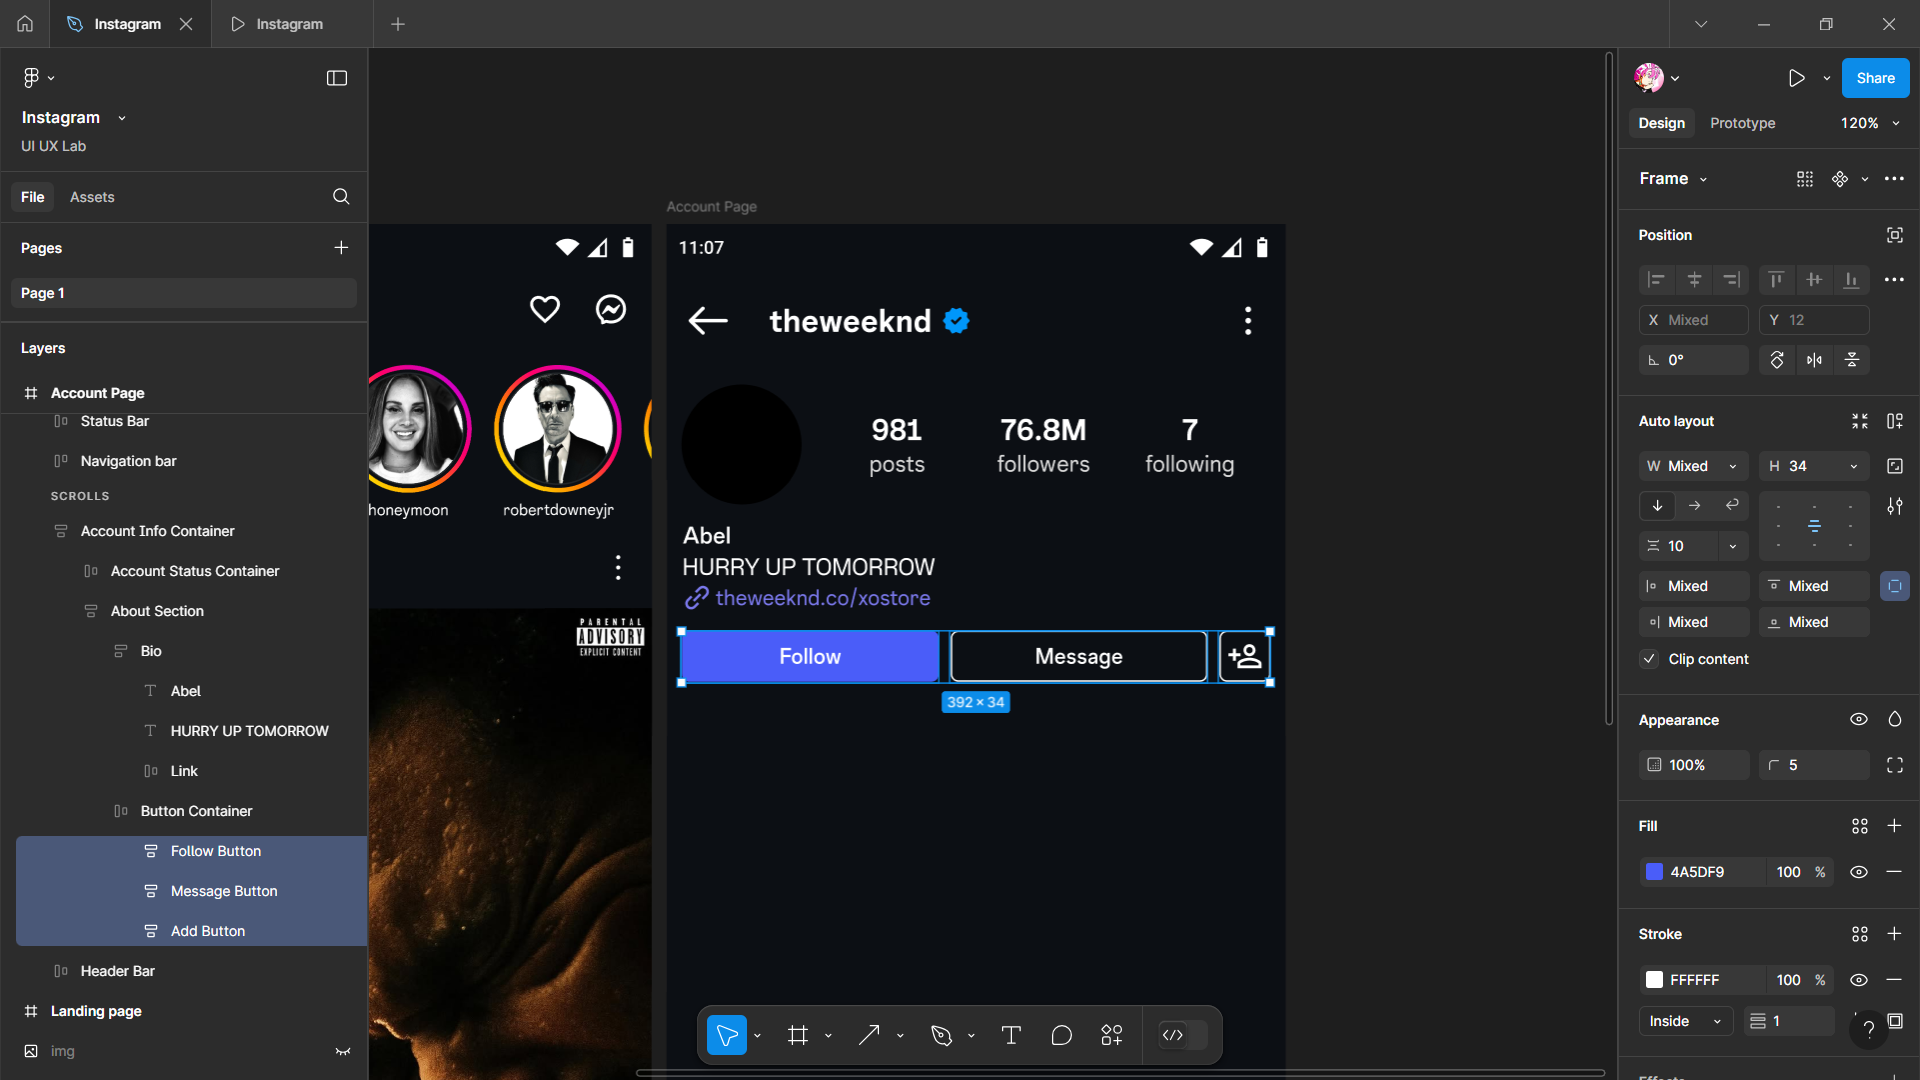 Instagram
Instagram
Instagram
UI UX Lab
File
Assets
Pages
Page 1
Layers
Account Page
Status Bar
Navigation bar
SCROLLS
Account Info Container
Account Status Container
About Section
Bio
Abel
HURRY UP TOMORROW
Link
Button Container
Follow Button
Message Button
Add Button
Header Bar
Landing page
img
honeymoon
robertdowneyjr
PARENTAL
ADVISORY
EXPLICIT CONTENT
Account Page
11:07
theweeknd
981
posts
76.8M
followers
7
following
Abel
HURRY UP TOMORROW
theweeknd.co/xostore
Follow
Message
392 × 34
Share
Design
Prototype
120%
Frame
Position
X Mixed
Y 12
0°
Auto layout
W Mixed
H 34
10
Mixed
Mixed
Mixed
Mixed
Clip content
Appearance
100%
5
Fill
4A5DF9 100 %
Stroke
FFFFFF 100 %
Inside
1
?